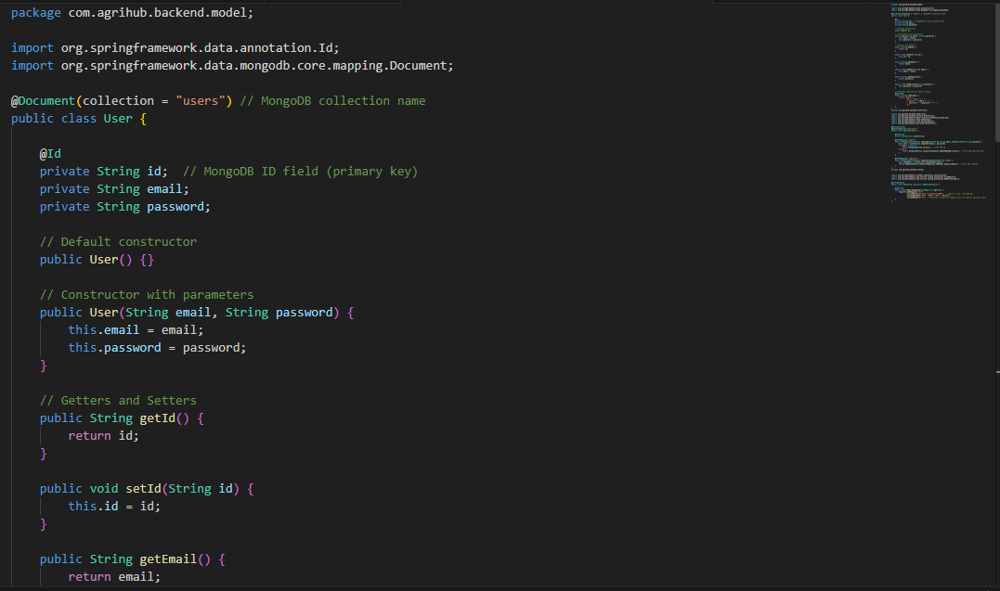 package com.agrihub.backend.model;
import org.springframework.data.annotation.Id;
import org.springframework.data.mongodb.core.mapping.Document;
@Document(collection = "users") // MongoDB collection name
public class User {
@Id
private String id;  // MongoDB ID field (primary key)
private String email;
private String password;
// Default constructor
public User() {}
// Constructor with parameters
public User(String email, String password) {
this.email = email;
this.password = password;
}
// Getters and Setters
public String getId() {
return id;
}
public void setId(String id) {
this.id = id;
}
public String getEmail() {
return email;